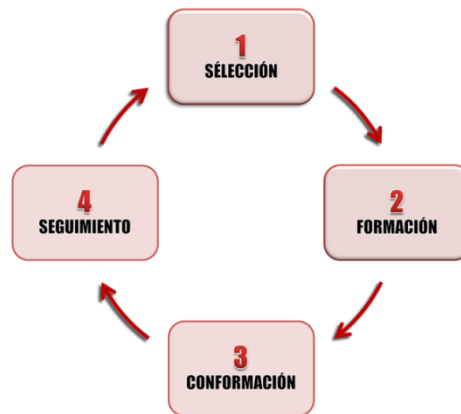 1
SÉLECCIÓN
2
FORMACIÓN
3
CONFORMACIÓN
4
SEGUIMIENTO